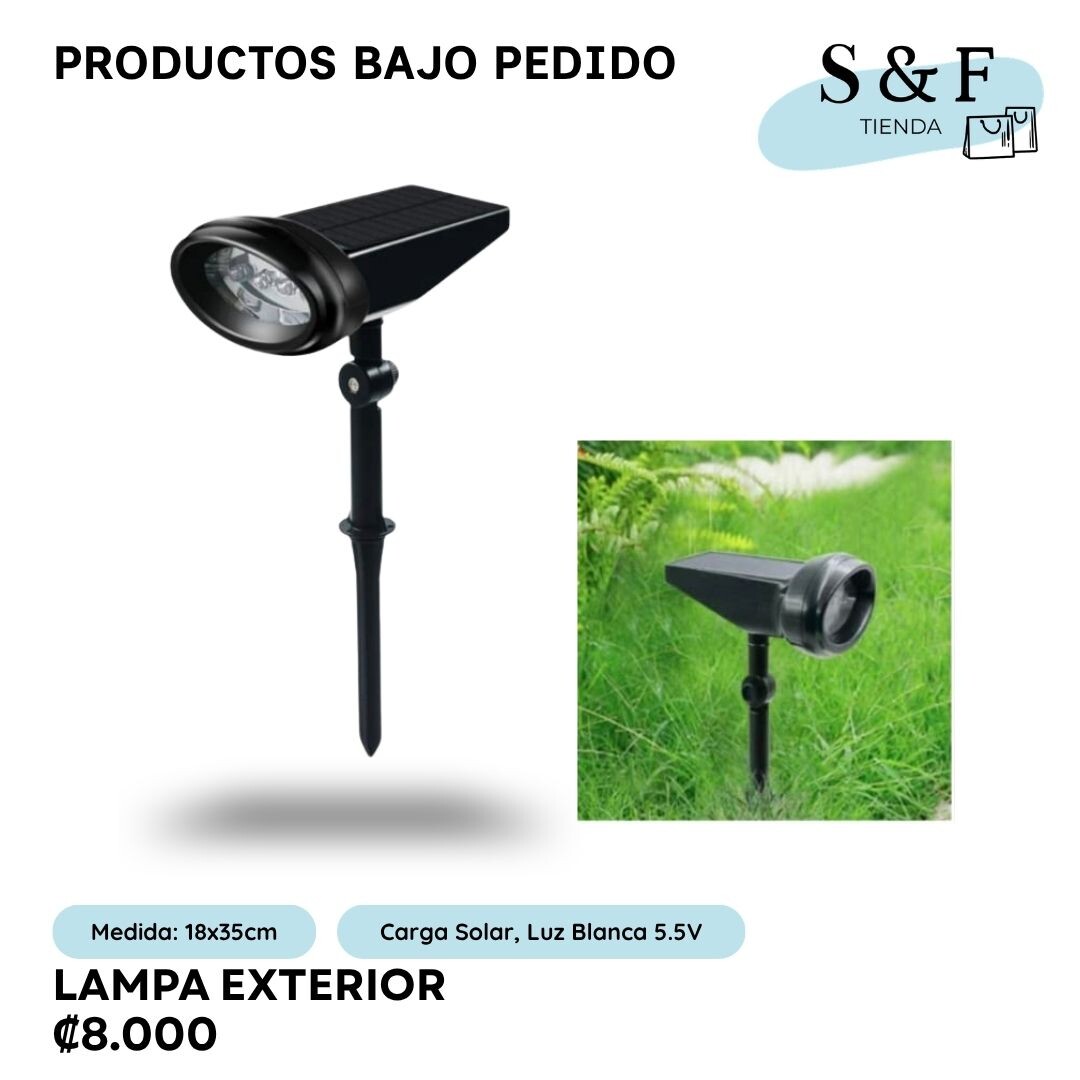 PRODUCTOS BAJO PEDIDO
S & F
TIENDA
Medida: 18x35cm
Carga Solar, Luz Blanca 5.5V
LAMPA EXTERIOR
₡8.000